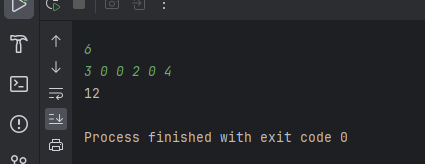 6
3 0 0 2 0 4
12
Process finished with exit code 0